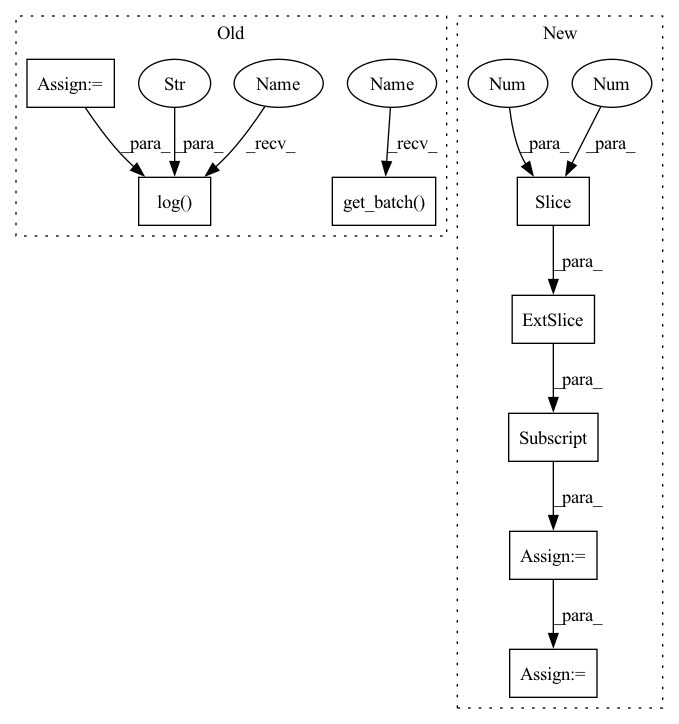 Old
New
Assign:=
Str
Name
Name
Num
Num
_para_
_para_
_recv_
_recv_
_para_
_para_
log()
get_batch()
Slice
_para_
ExtSlice
_para_
Subscript
_para_
Assign:=
_para_
Assign:=